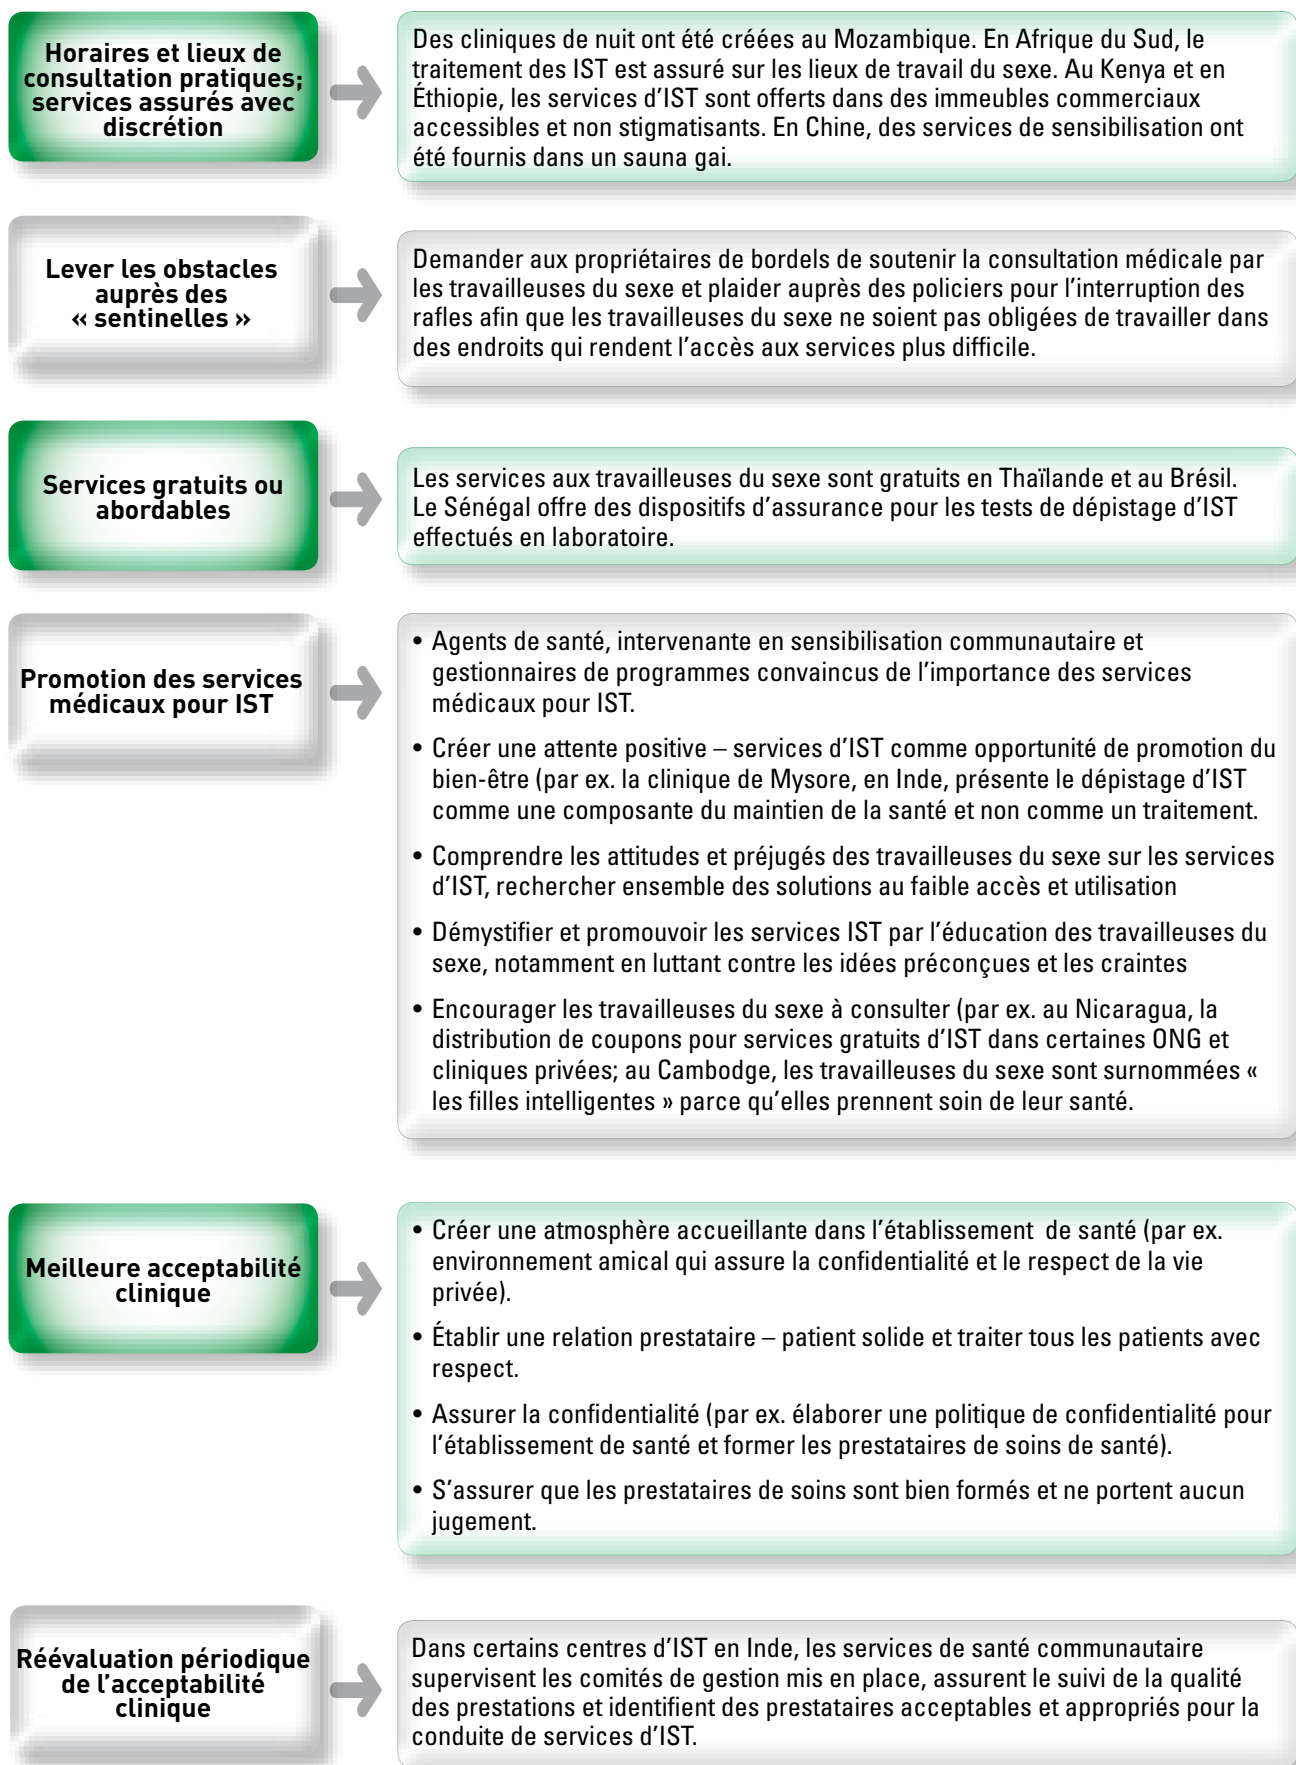 Horaires et lieux de
consultation pratiques;
services assurés avec
discrétion
Des cliniques de nuit ont été créées au Mozambique. En Afrique du Sud, le
traitement des IST est assuré sur les lieux de travail du sexe. Au Kenya et en
Éthiopie, les services d’IST sont offerts dans des immeubles commerciaux
accessibles et non stigmatisants. En Chine, des services de sensibilisation ont
été fournis dans un sauna gai.
Lever les obstacles
auprès des
« sentinelles »
Demander aux propriétaires de bordels de soutenir la consultation médicale par
les travailleuses du sexe et plaider auprès des policiers pour l’interruption des
rafles afin que les travailleuses du sexe ne soient pas obligées de travailler dans
des endroits qui rendent l’accès aux services plus difficile.
Services gratuits ou
abordables
Les services aux travailleuses du sexe sont gratuits en Thaïlande et au Brésil.
Le Sénégal offre des dispositifs d’assurance pour les tests de dépistage d’IST
effectués en laboratoire.
Promotion des services
médicaux pour IST
• Agents de santé, intervenante en sensibilisation communautaire et
gestionnaires de programmes convaincus de l’importance des services
médicaux pour IST.
• Créer une attente positive – services d’IST comme opportunité de promotion du
bien-être (par ex. la clinique de Mysore, en Inde, présente le dépistage d’IST
comme une composante du maintien de la santé et non comme un traitement.
• Comprendre les attitudes et préjugés des travailleuses du sexe sur les services
d’IST, rechercher ensemble des solutions au faible accès et utilisation
• Démystifier et promouvoir les services IST par l’éducation des travailleuses du
sexe, notamment en luttant contre les idées préconçues et les craintes
• Encourager les travailleuses du sexe à consulter (par ex. au Nicaragua, la
distribution de coupons pour services gratuits d’IST dans certaines ONG et
cliniques privées; au Cambodge, les travailleuses du sexe sont surnommées «
les filles intelligentes » parce qu’elles prennent soin de leur santé.
Meilleure acceptabilité
clinique
• Créer une atmosphère accueillante dans l’établissement de santé (par ex.
environnement amical qui assure la confidentialité et le respect de la vie
privée).
• Établir une relation prestataire – patient solide et traiter tous les patients avec
respect.
• Assurer la confidentialité (par ex. élaborer une politique de confidentialité pour
l’établissement de santé et former les prestataires de soins de santé).
• S’assurer que les prestataires de soins sont bien formés et ne portent aucun
jugement.
Réévaluation périodique
de l’acceptabilité
clinique
Dans certains centres d’IST en Inde, les services de santé communautaire
supervisent les comités de gestion mis en place, assurent le suivi de la qualité
des prestations et identifient des prestataires acceptables et appropriés pour la
conduite de services d’IST.